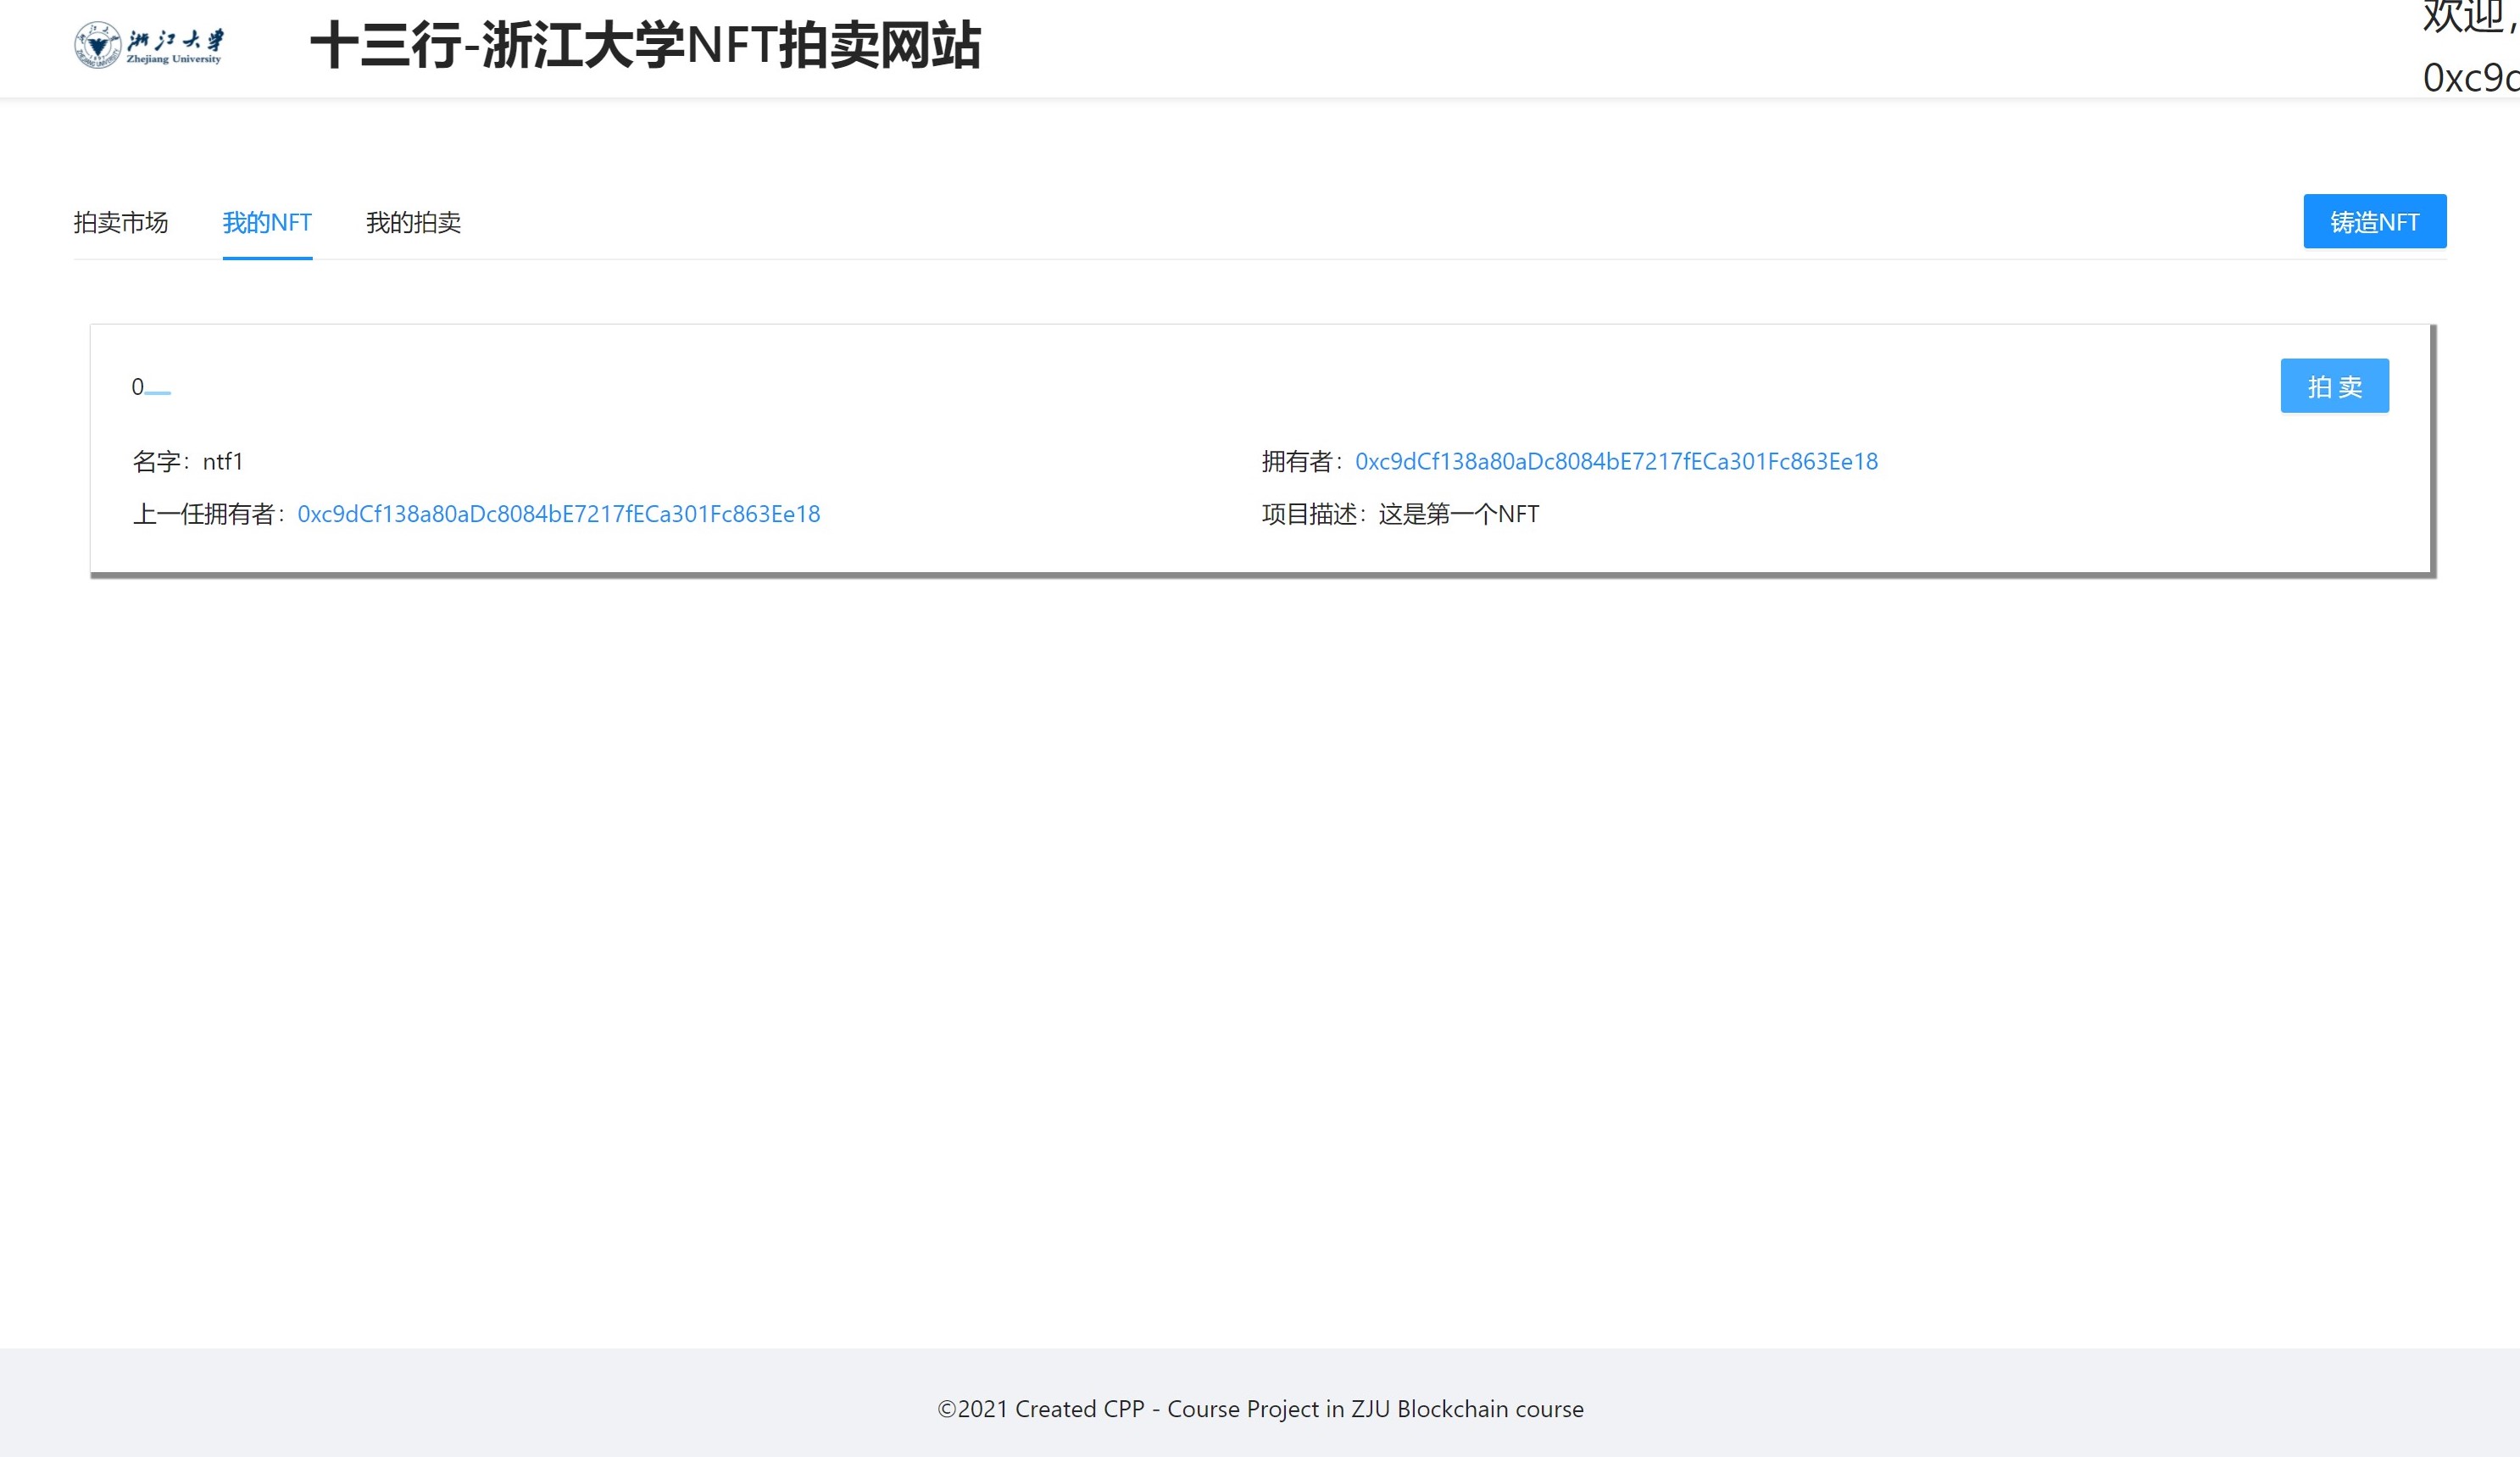 浙江大学
Zhejiang University
十三行-浙江大学NFT拍卖网站
欢迎,
0xc9d
拍卖市场 我的NFT 我的拍卖 铸造NFT
0 拍 卖
名字：ntf1 拥有者：0xc9dCf138a80aDc8084bE7217fECa301Fc863Ee18
上一任拥有者：0xc9dCf138a80aDc8084bE7217fECa301Fc863Ee18 项目描述：这是第一个NFT
©2021 Created CPP - Course Project in ZJU Blockchain course